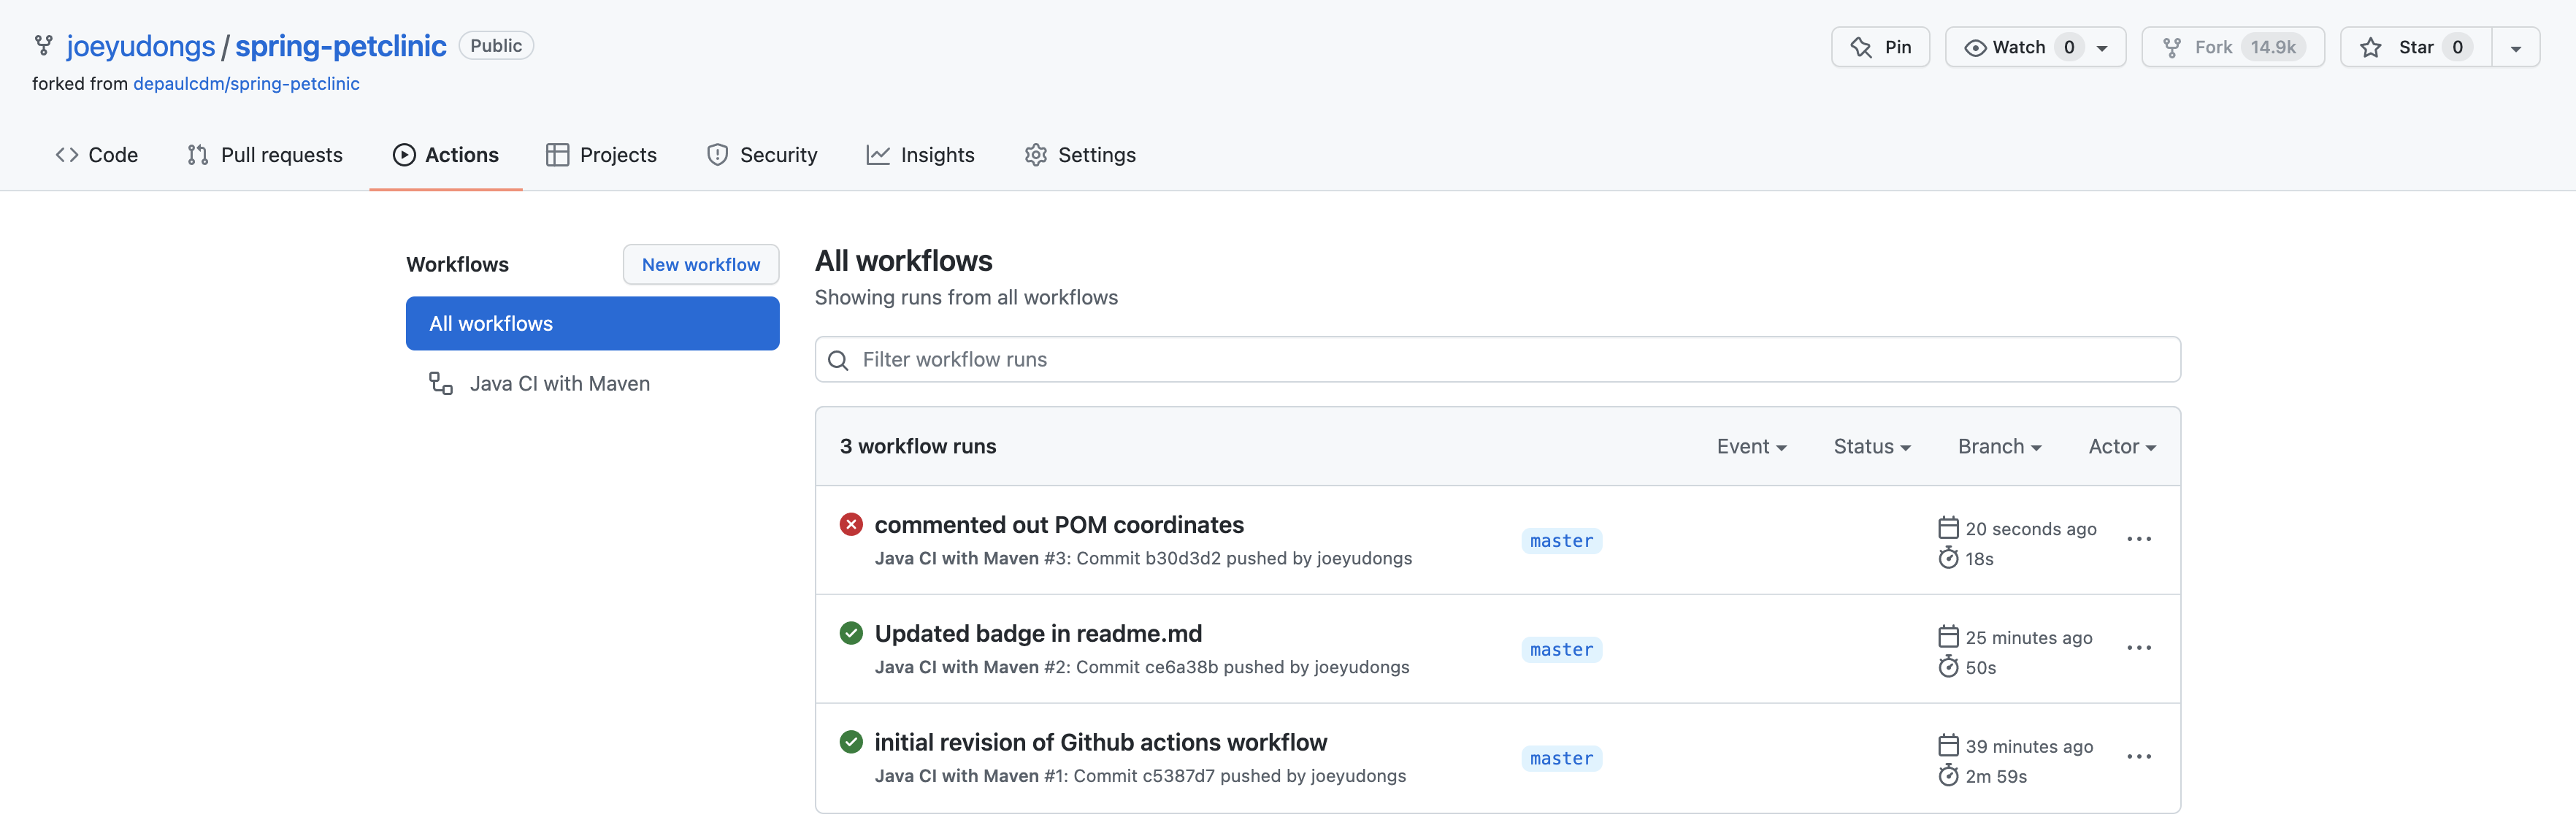 joeyudongs / spring-petclinic Public
Pin
Watch 0
Fork 14.9k
Star 0
forked from depaulcdm/spring-petclinic
Code
Pull requests
Actions
Projects
Security
Insights
Settings
Workflows
New workflow
All workflows
Java CI with Maven
All workflows
Showing runs from all workflows
Filter workflow runs
3 workflow runs
Event
Status
Branch
Actor
commented out POM coordinates
Java CI with Maven #3: Commit b30d3d2 pushed by joeyudongs
master
20 seconds ago
18s
Updated badge in readme.md
Java CI with Maven #2: Commit ce6a38b pushed by joeyudongs
master
25 minutes ago
50s
initial revision of Github actions workflow
Java CI with Maven #1: Commit c5387d7 pushed by joeyudongs
master
39 minutes ago
2m 59s